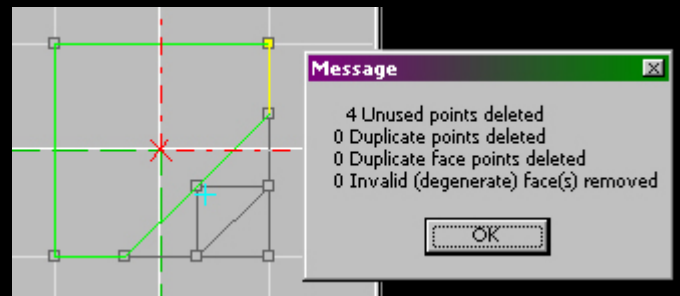 Message
4 Unused points deleted
0 Duplicate points deleted
0 Duplicate face points deleted
0 Invalid (degenerate) face(s) removed
OK